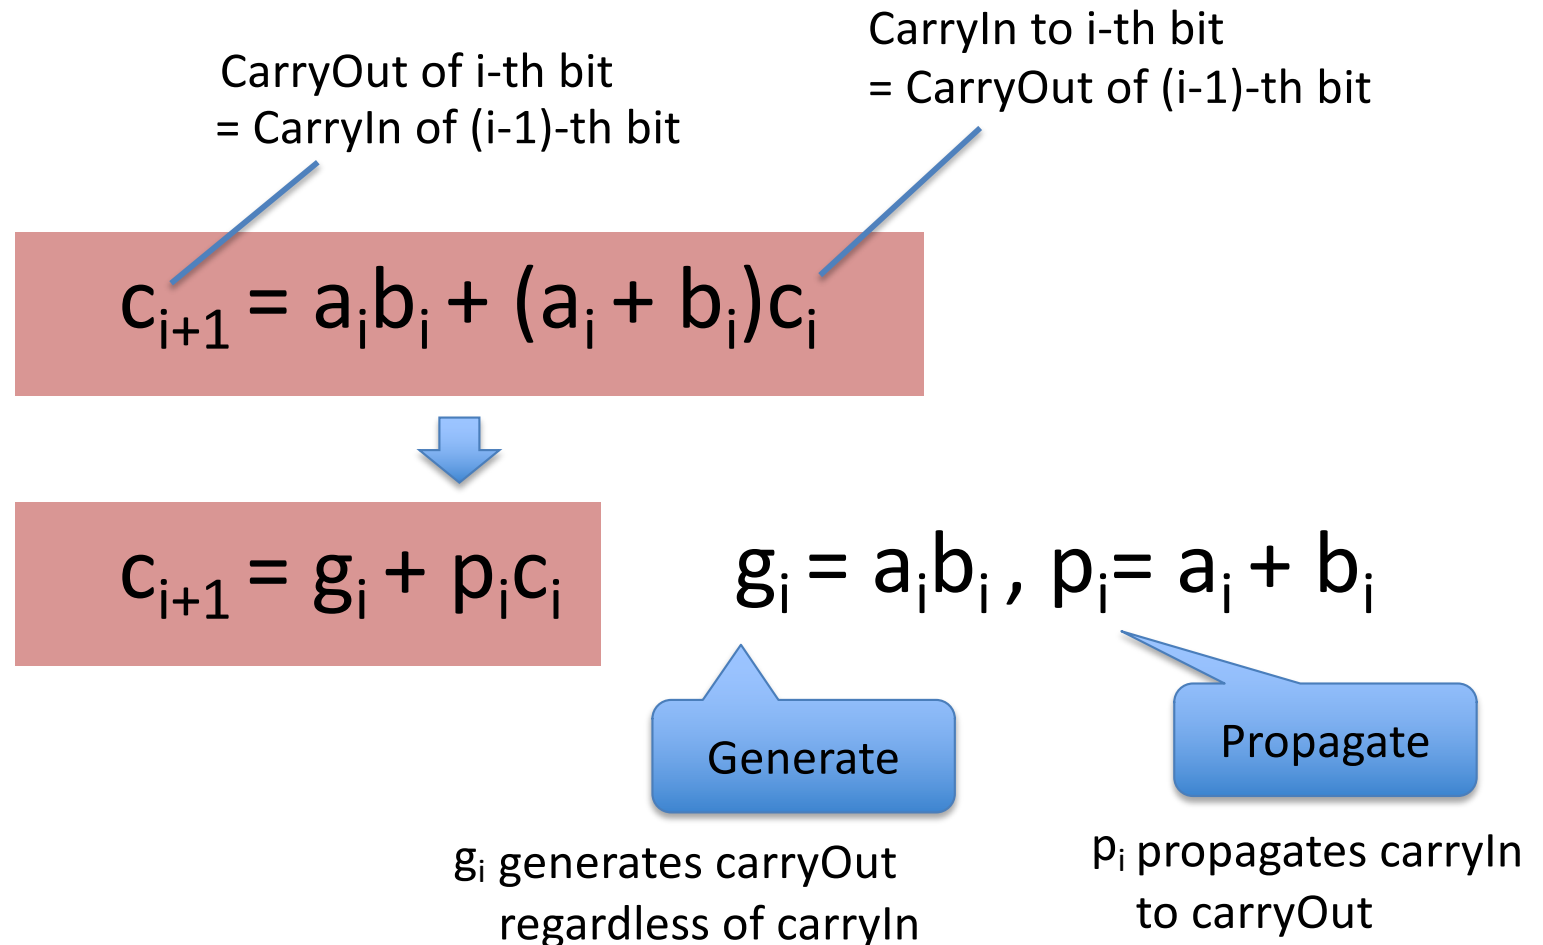 CarryOut of i-th bit
= CarryIn of (i-1)-th bit
CarryIn to i-th bit
= CarryOut of (i-1)-th bit
cᵢ₊₁ = aᵢbᵢ + (aᵢ + bᵢ)cᵢ
cᵢ₊₁ = gᵢ + pᵢcᵢ
gᵢ = aᵢbᵢ , pᵢ= aᵢ + bᵢ
Generate
Propagate
gᵢ generates carryOut
regardless of carryIn
pᵢ propagates carryIn
to carryOut